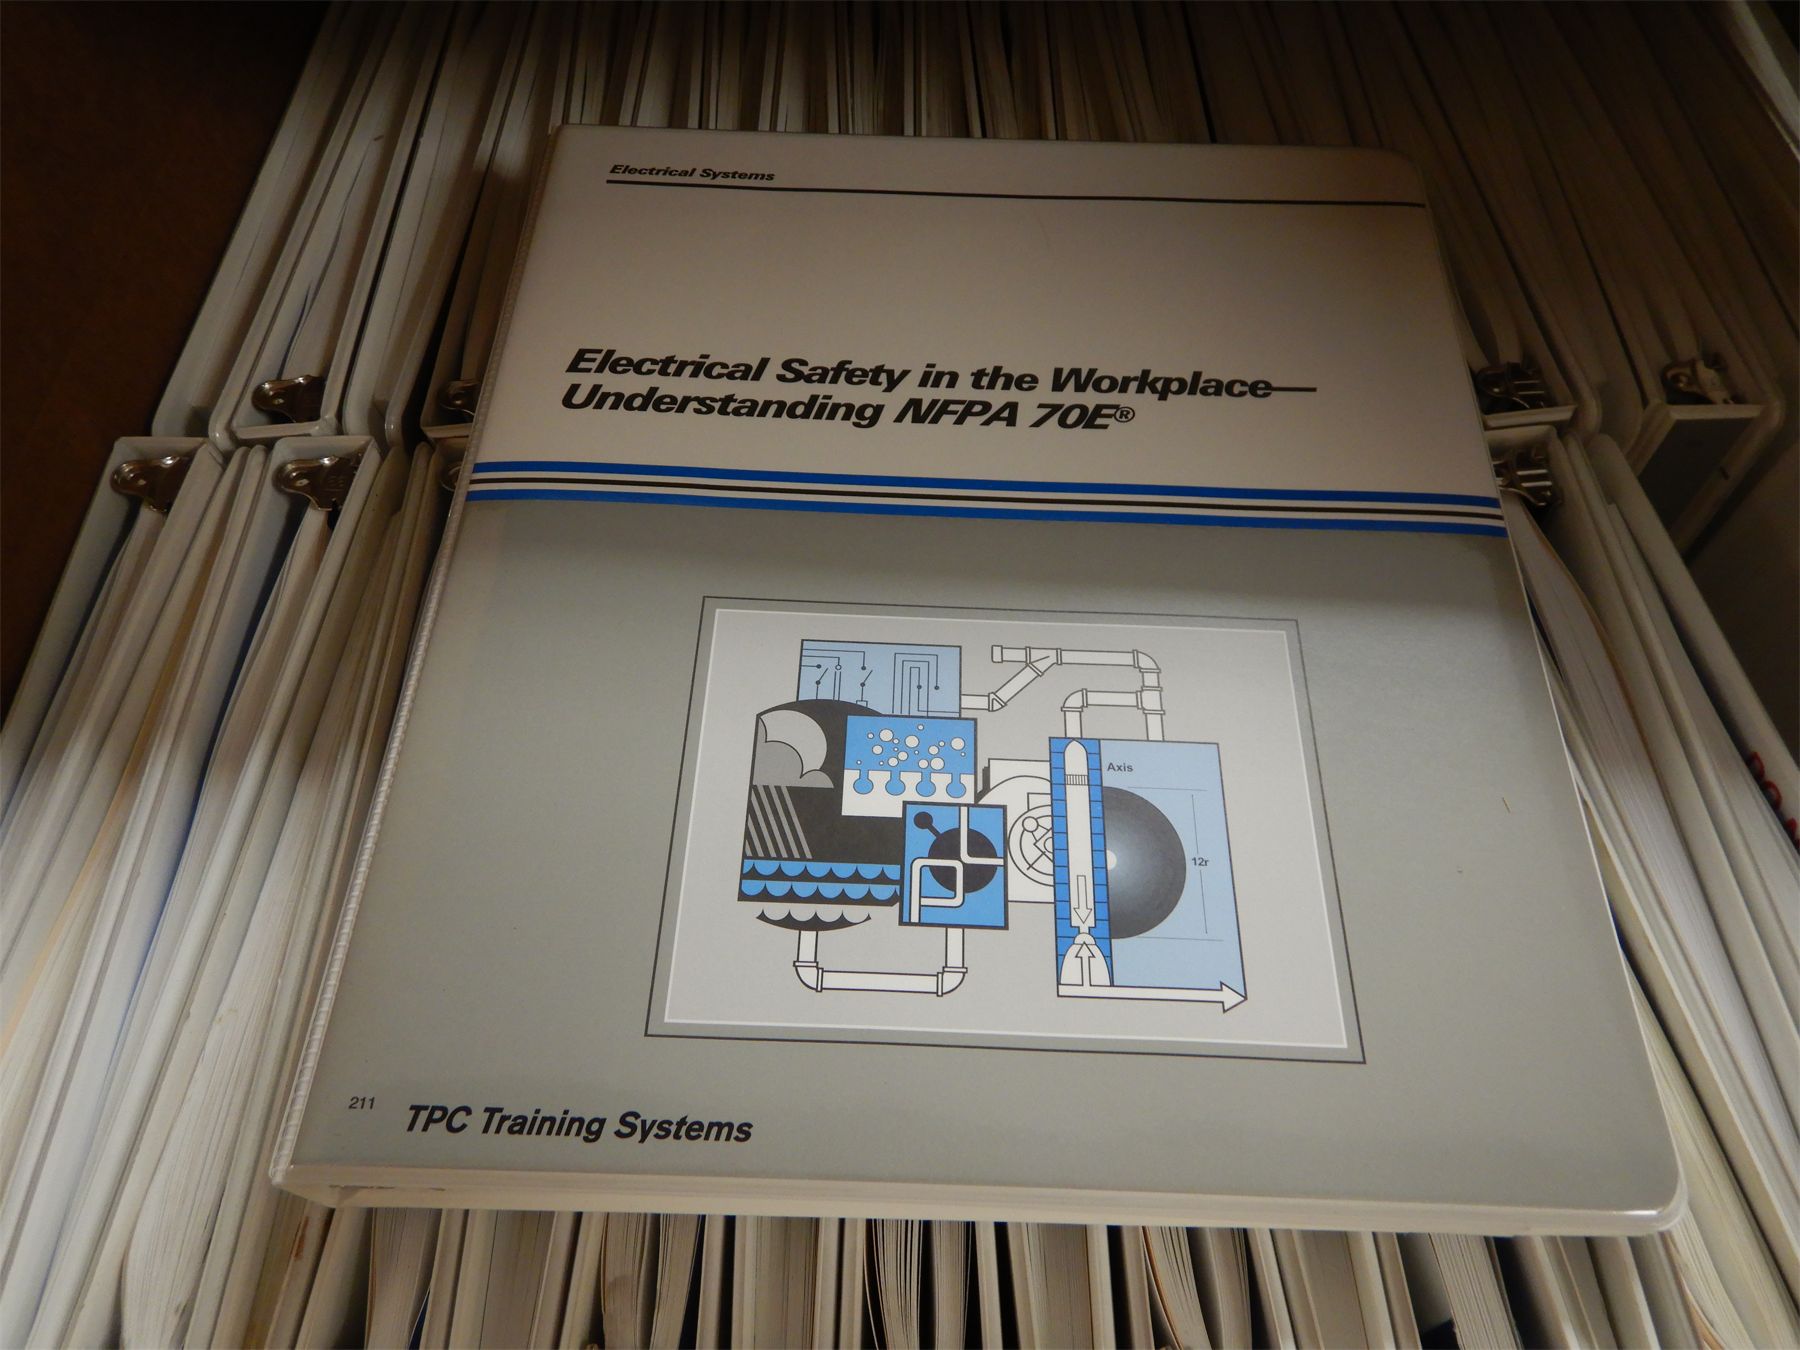 Electrical Systems
Electrical Safety in the Workplace—
Understanding NFPA 70E®
Axis
12r
211
TPC Training Systems